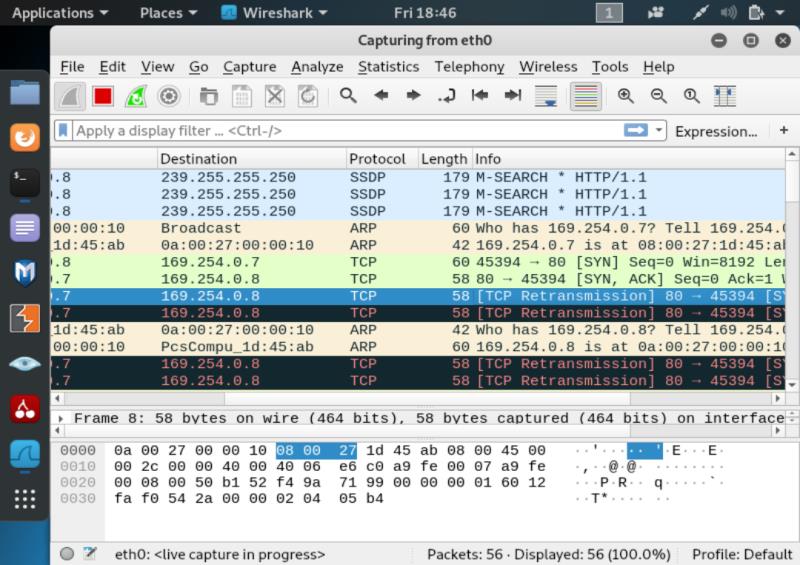 Applications Places Wireshark Fri 18:46 1
Capturing from eth0
File Edit View Go Capture Analyze Statistics Telephony Wireless Tools Help
Apply a display filter ... <Ctrl-/> Expression... +
Destination Protocol Length Info
.8 239.255.255.250 SSDP 179 M-SEARCH * HTTP/1.1
.8 239.255.255.250 SSDP 179 M-SEARCH * HTTP/1.1
.8 239.255.255.250 SSDP 179 M-SEARCH * HTTP/1.1
00:00:10 Broadcast ARP 60 Who has 169.254.0.7? Tell 169.254.0
_1d:45:ab 0a:00:27:00:00:10 ARP 42 169.254.0.7 is at 08:00:27:1d:45:a
.8 169.254.0.7 TCP 60 45394 → 80 [SYN] Seq=0 Win=8192 Le
.7 169.254.0.8 TCP 58 80 → 45394 [SYN, ACK] Seq=0 Ack=1 W
.7 169.254.0.8 TCP 58 [TCP Retransmission] 80 → 45394 [SY
.7 169.254.0.8 TCP 58 [TCP Retransmission] 80 → 45394 [SY
_1d:45:ab 0a:00:27:00:00:10 ARP 42 Who has 169.254.0.8? Tell 169.254.0
00:00:10 PcsCompu_1d:45:ab ARP 60 169.254.0.8 is at 0a:00:27:00:00:10
.7 169.254.0.8 TCP 58 [TCP Retransmission] 80 → 45394 [SY
.7 169.254.0.8 TCP 58 [TCP Retransmission] 80 → 45394 [SY
Frame 8: 58 bytes on wire (464 bits), 58 bytes captured (464 bits) on interface
0000 0a 00 27 00 00 10 08 00 27 1d 45 ab 08 00 45 00 ··'·····'·E···E·
0010 00 2c 00 00 40 00 40 06 e6 c0 a9 fe 00 07 a9 fe ·,··@·@·········
0020 00 08 00 50 b1 52 f4 9a 71 99 00 00 00 01 60 12 ···P·R··q·····`·
0030 fa f0 54 2a 00 00 02 04 05 b4 ··T*······
eth0: <live capture in progress> Packets: 56 · Displayed: 56 (100.0%) Profile: Default